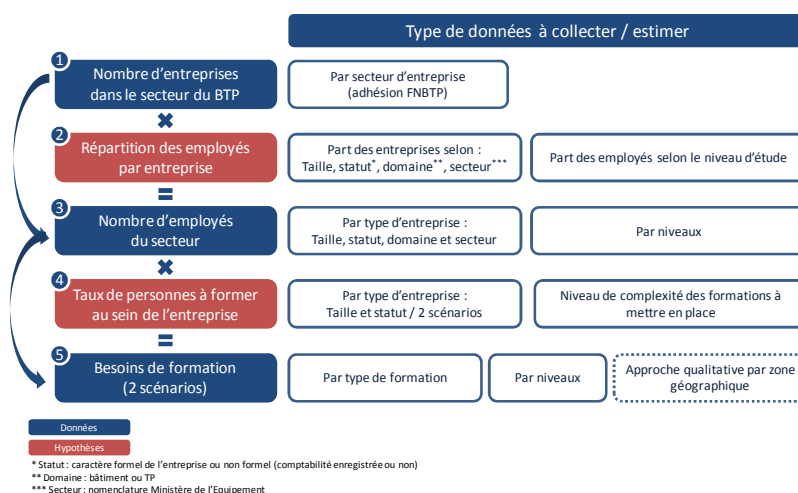 Type de données à collecter / estimer
1
Nombre d'entreprises
dans le secteur du BTP
Par secteur d'entreprise
(adhésion FNBTP)
×
2
Répartition des employés
par entreprise
Part des entreprises selon :
Taille, statut*, domaine**, secteur***
Part des employés selon le niveau d'étude
=
3
Nombre d'employés
du secteur
Par type d'entreprise :
Taille, statut, domaine et secteur
Par niveaux
×
4
Taux de personnes à former
au sein de l'entreprise
Par type d'entreprise :
Taille et statut / 2 scénarios
Niveau de complexité des formations à
mettre en place
=
5
Besoins de formation
(2 scénarios)
Par type de formation
Par niveaux
Approche qualitative par zone
géographique
Données
Hypothèses
* Statut : caractère formel de l'entreprise ou non formel (comptabilité enregistrée ou non)
** Domaine : bâtiment ou TP
*** Secteur : nomenclature Ministère de l'Equipement